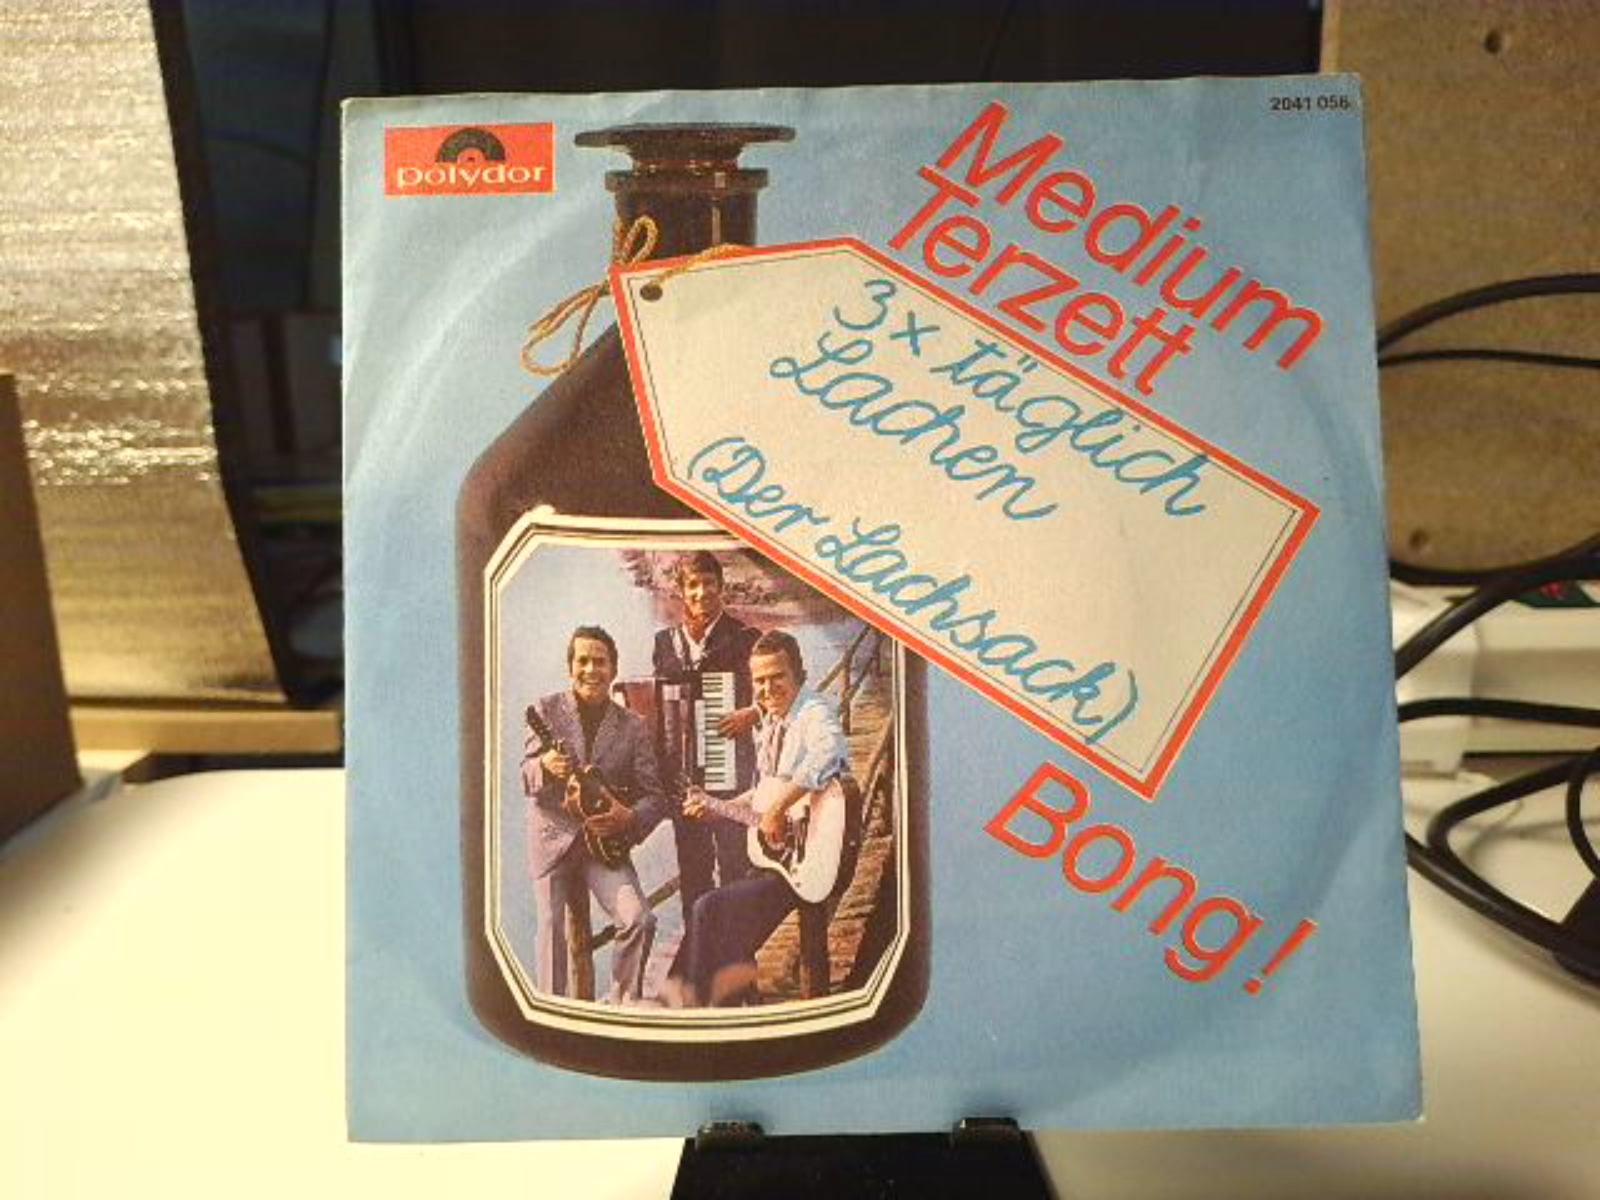 polydor
2041 056
Medium
Terzett
3 x täglich
Lachen
(Der Lachsack)
Bong!